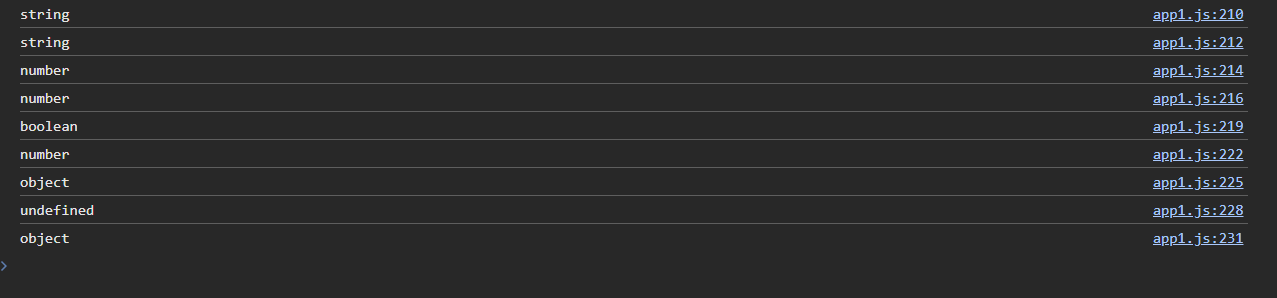 string app1.js:210
string app1.js:212
number app1.js:214
number app1.js:216
boolean app1.js:219
number app1.js:222
object app1.js:225
undefined app1.js:228
object app1.js:231